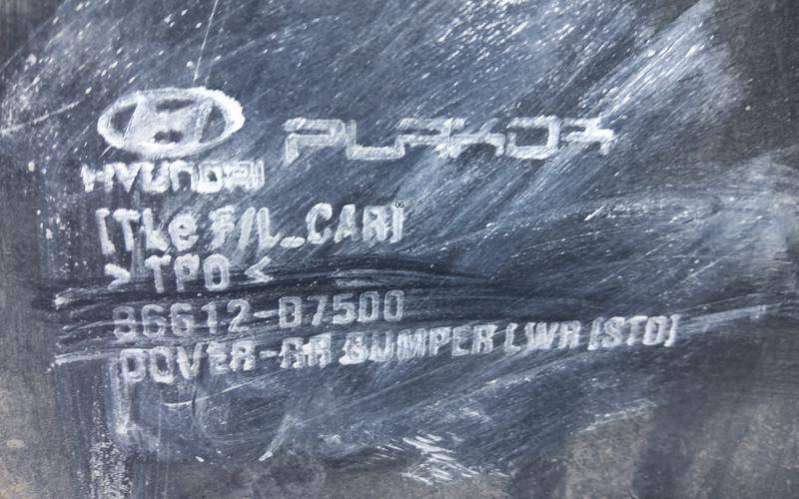 HYUNDAI PLAKOR
[TLe F/L_CAR]
>TPO<
86612-D7500
COVER-RR BUMPER LWR [STD]